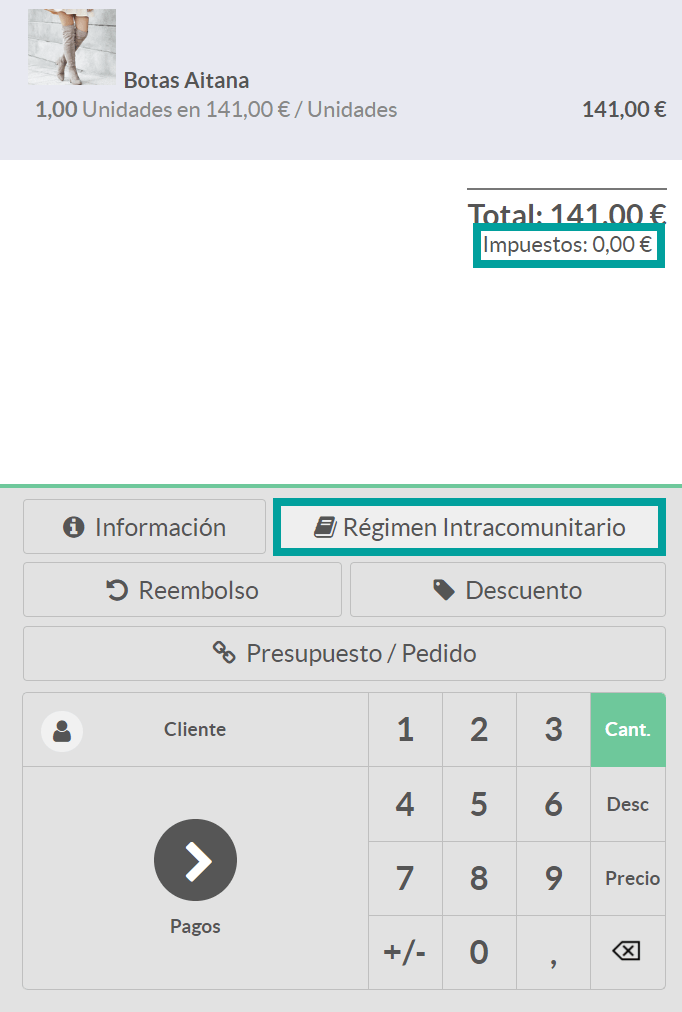 Botas Aitana
1,00 Unidades en 141,00 € / Unidades 141,00 €
Total: 141,00 €
Impuestos: 0,00 €
Información Régimen Intracomunitario
Reembolso Descuento
Presupuesto / Pedido
Cliente 1 2 3 Cant.
4 5 6 Desc
7 8 9 Precio
Pagos
+/- 0 ,